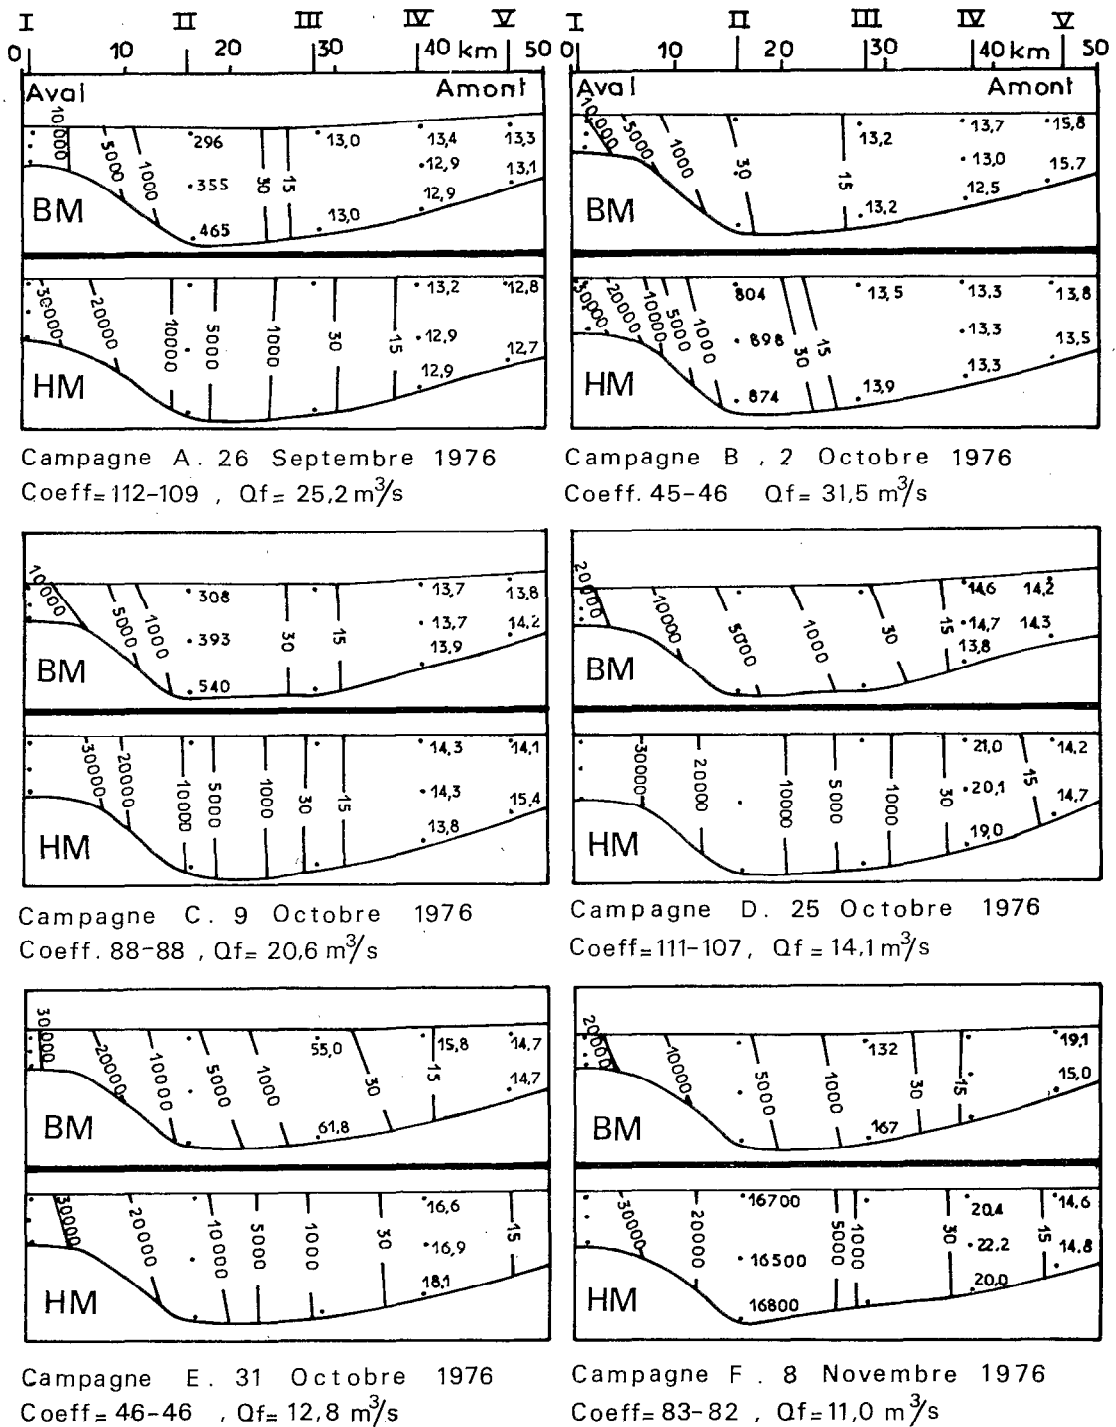 I II III IV V I II III IV V
0 10 20 30 40 km 50 0 10 20 30 40 km 50
Aval Amont
10000 5000 1000 296 30 15 13,0 13,4 13,3
·355 ·12,9 13,1
465 13,0 12,9
BM
30000 20000 10000 5000 1000 30 15 ·13,2 ·12,8
·12,9 12,7
12,9
HM
Amont
10,000 5000 1000 30 15 13,2 13,7 15,8
13,0 15,7
13,2 12,5
BM
30000 20000 10000 5000 1000 804 30 15 13,5 13,3 13,8
898 13,3 13,5
874 13,9 13,3
HM
Campagne A. 26 Septembre 1976
Coeff=112-109 , Qf= 25,2 m³/s
Campagne B , 2 Octobre 1976
Coeff. 45-46 Qf= 31,5 m³/s
10000 5000 1000 308 30 15 13,7 13,8
393 13,7 14,2
540 13,9
BM
30000 20000 10000 5000 1000 30 15 14,3 14,1
14,3 15,4
13,8
HM
20000 10000 5000 1000 30 15 14,6 14,2
14,7 14,3
13,8
BM
30000 20000 10000 5000 1000 30 21,0 15 14,2
20,1 14,7
19,0
HM
Campagne C. 9 Octobre 1976
Coeff. 88-88 , Qf= 20,6 m³/s
Campagne D. 25 Octobre 1976
Coeff=111-107, Qf= 14,1 m³/s
30000 20000 10000 5000 1000 55,0 30 15 15,8 14,7
61,8 14,7
BM
30000 20000 10000 5000 1000 30 16,6 15
16,9
18,1
HM
20000 10000 5000 1000 132 30 15 19,1
167 15,0
BM
30000 20000 16700 5000 1000 30 20,4 15 14,6
16500 22,2 14,8
16800 20,0
HM
Campagne E. 31 Octobre 1976
Coeff= 46-46 , Qf= 12,8 m³/s
Campagne F. 8 Novembre 1976
Coeff= 83-82 , Qf= 11,0 m³/s